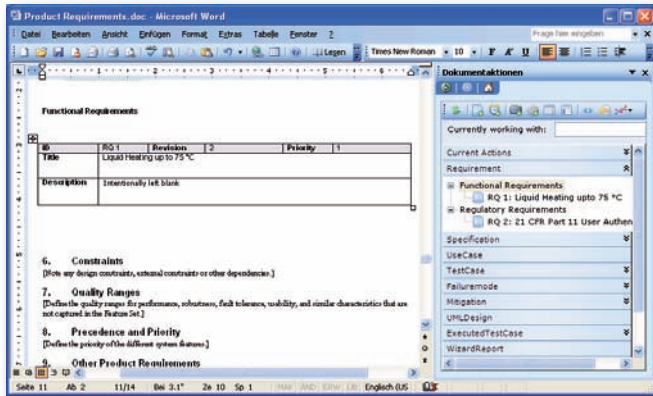 Product Requirements.doc - Microsoft Word
Datei Bearbeiten Ansicht Einfügen Format Extras Tabelle Fenster ?
Frage hier eingeben
Lesen Times New Roman 10 F K U
Functional Requirements
ID RQ 1 Revision 2 Priority 1
Title Liquid Heating up to 75 °C
Description Intentionally left blank
6. Constraints
[Note any design constraints, external constraints or other dependencies.]
7. Quality Ranges
[Define the quality ranges for performance, robustness, fault tolerance, usability, and similar characteristics that are
not captured in the Feature Set.]
8. Precedence and Priority
[Define the priority of the different system features.]
9. Other Product Requirements
Dokumentaktionen
Currently working with:
Current Actions
Requirement
Functional Requirements
RQ 1: Liquid Heating upto 75 °C
Regulatory Requirements
RQ 2: 21 CFR Part 11 User Authen
Specification
UseCase
TestCase
Failuremode
Mitigation
UMLDesign
ExecutedTestCase
WizardReport
Seite 11 Ab 2 11/14 Bei 3.1" Ze 10 Sp 1 Englisch (US